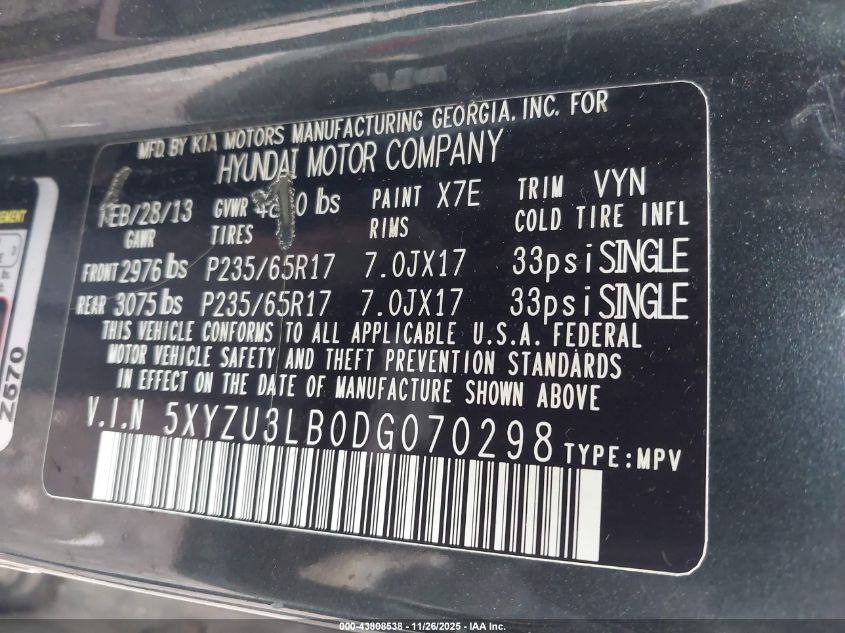 MFD. BY KIA MOTORS MANUFACTURING GEORGIA, INC. FOR
HYUNDAI MOTOR COMPANY
FEB/28/13 GVWR lbs PAINT X7E TRIM VYN
GAWR TIRES RIMS COLD TIRE INFL
FRONT 2976 lbs P235/65R17 7.0JX17 33psi SINGLE
REAR 3075 lbs P235/65R17 7.0JX17 33psi SINGLE
THIS VEHICLE CONFORMS TO ALL APPLICABLE U.S.A. FEDERAL
MOTOR VEHICLE SAFETY AND THEFT PREVENTION STANDARDS
IN EFFECT ON THE DATE OF MANUFACTURE SHOWN ABOVE
V.I.N 5XYZU3LB0DG070298 TYPE:MPV
2670
000-43808538 - 11/26/2025 - IAA Inc.